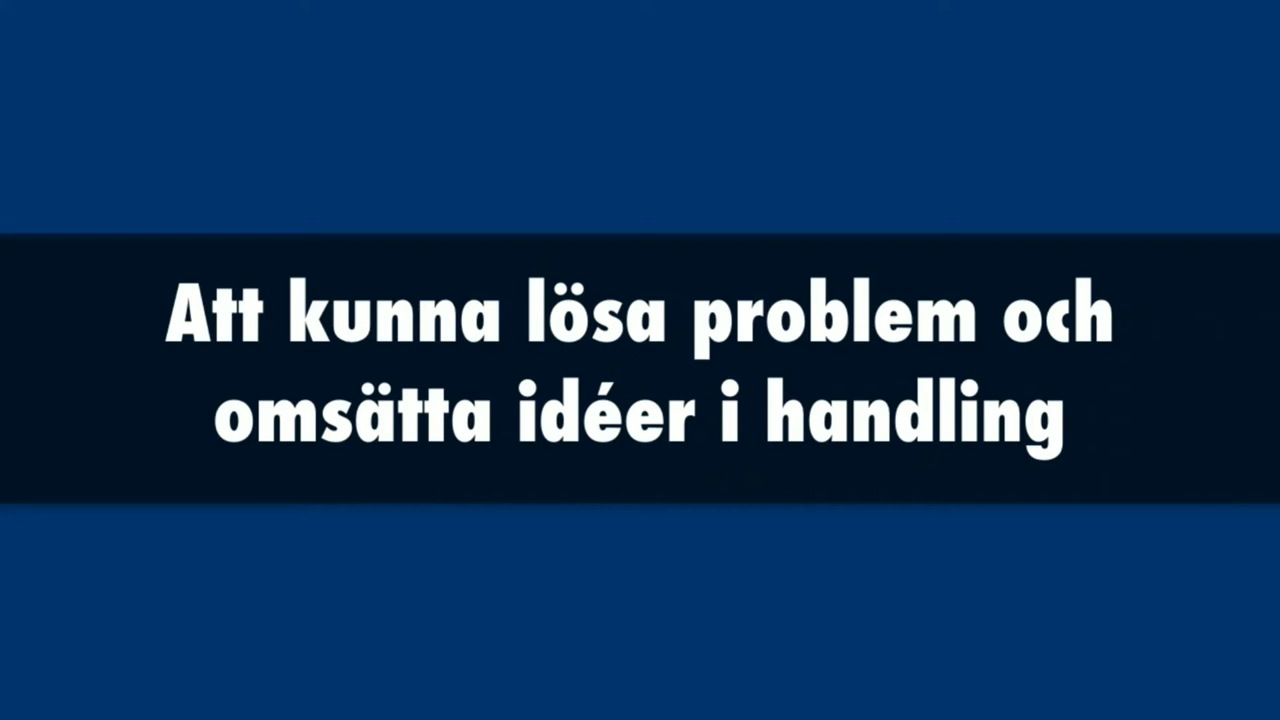 Att kunna lösa problem och
omsätta idéer i handling